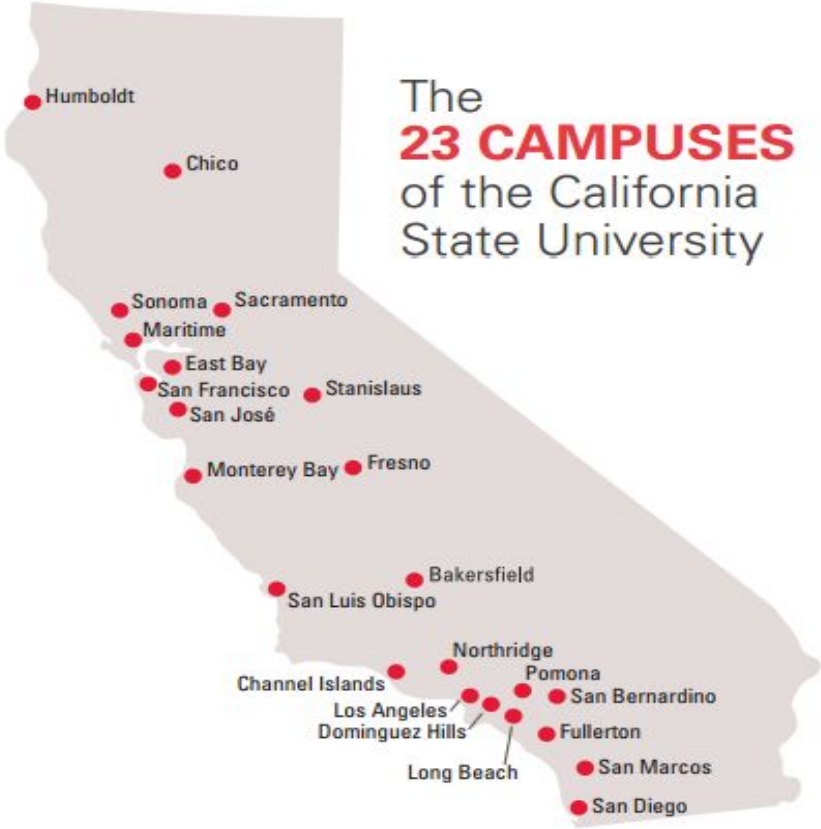 The
23 CAMPUSES
of the California
State University
Humboldt
Chico
Sonoma
Sacramento
Maritime
East Bay
San Francisco
Stanislaus
San José
Monterey Bay
Fresno
Bakersfield
San Luis Obispo
Northridge
Pomona
Channel Islands
San Bernardino
Los Angeles
Dominguez Hills
Fullerton
Long Beach
San Marcos
San Diego